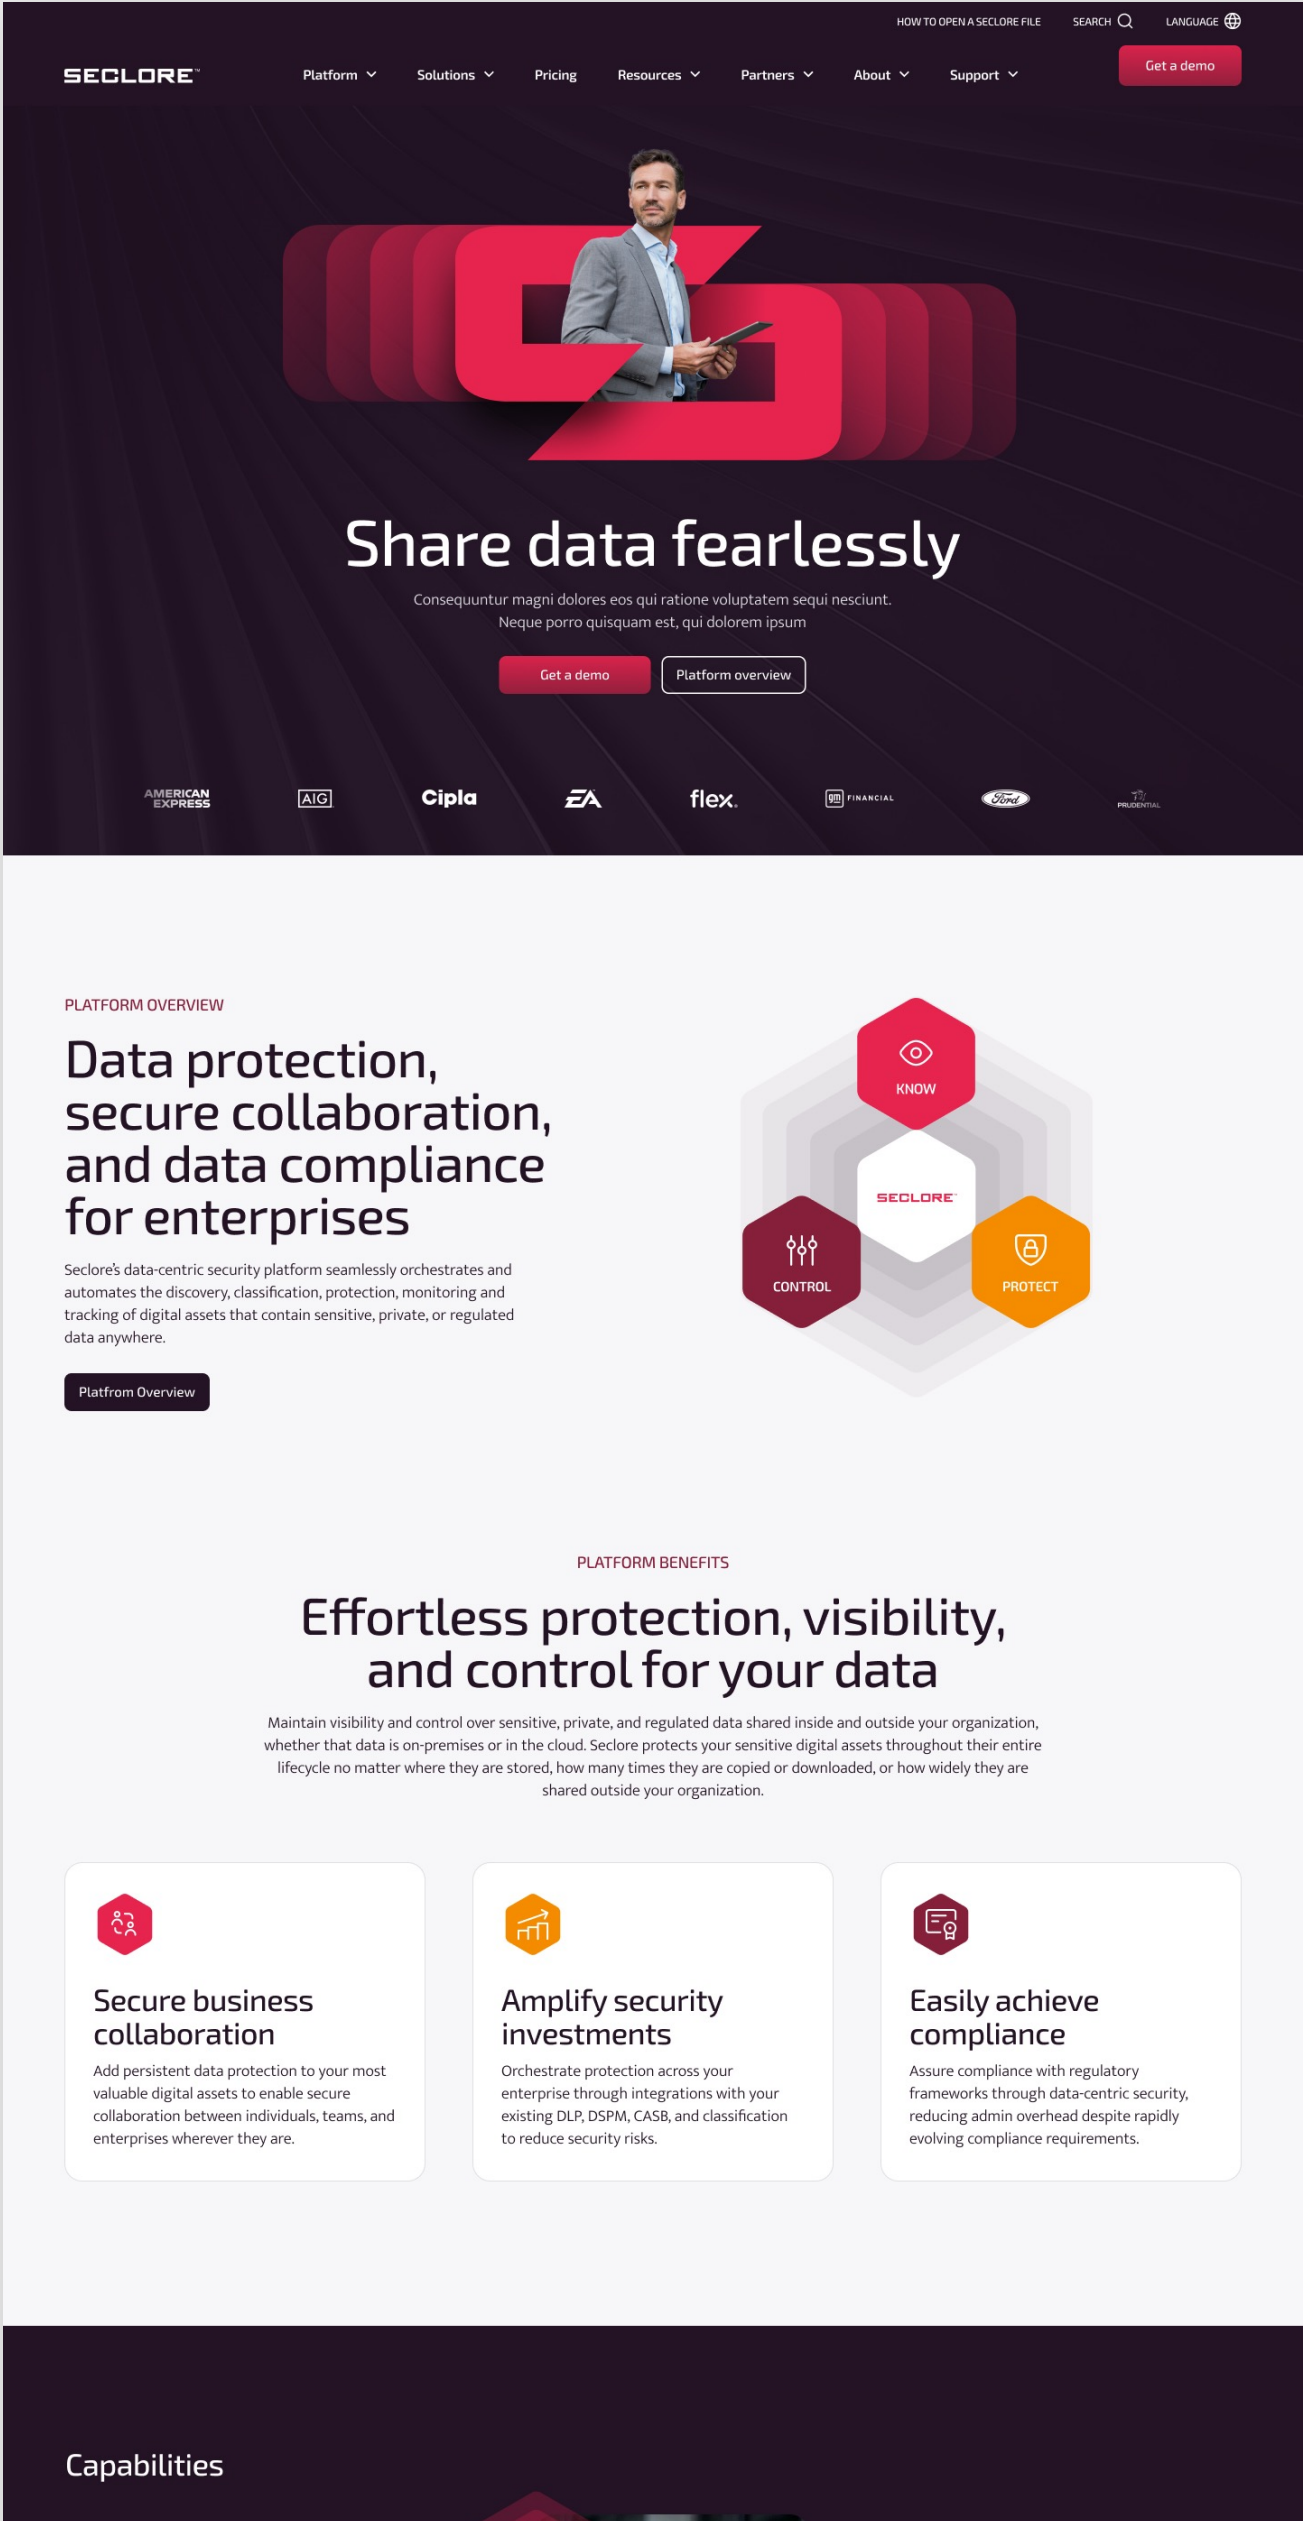 HOW TO OPEN A SECLORE FILE
SEARCH
LANGUAGE
SECLORE™
Platform
Solutions
Pricing
Resources
Partners
About
Support
Get a demo
Share data fearlessly
Consequuntur magni dolores eos qui ratione voluptatem sequi nesciunt.
Neque porro quisquam est, qui dolorem ipsum
Get a demo
Platform overview
AMERICAN
EXPRESS
AIG
Cipla
EA
flex.
gm FINANCIAL
Ford
PRUDENTIAL
PLATFORM OVERVIEW
Data protection,
secure collaboration,
and data compliance
for enterprises
Seclore's data-centric security platform seamlessly orchestrates and
automates the discovery, classification, protection, monitoring and
tracking of digital assets that contain sensitive, private, or regulated
data anywhere.
Platfrom Overview
KNOW
SECLORE
CONTROL
PROTECT
PLATFORM BENEFITS
Effortless protection, visibility,
and control for your data
Maintain visibility and control over sensitive, private, and regulated data shared inside and outside your organization,
whether that data is on-premises or in the cloud. Seclore protects your sensitive digital assets throughout their entire
lifecycle no matter where they are stored, how many times they are copied or downloaded, or how widely they are
shared outside your organization.
Secure business
collaboration
Add persistent data protection to your most
valuable digital assets to enable secure
collaboration between individuals, teams, and
enterprises wherever they are.
Amplify security
investments
Orchestrate protection across your
enterprise through integrations with your
existing DLP, DSPM, CASB, and classification
to reduce security risks.
Easily achieve
compliance
Assure compliance with regulatory
frameworks through data-centric security,
reducing admin overhead despite rapidly
evolving compliance requirements.
Capabilities